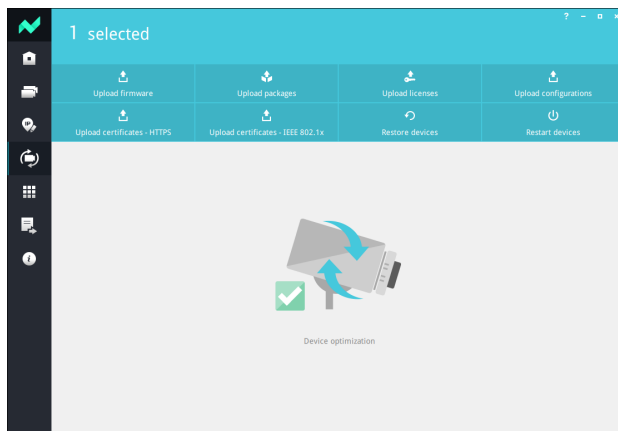 1 selected
?
Upload firmware
Upload packages
Upload licenses
Upload configurations
Upload certificates - HTTPS
Upload certificates - IEEE 802.1x
Restore devices
Restart devices
IP
i
Device optimization